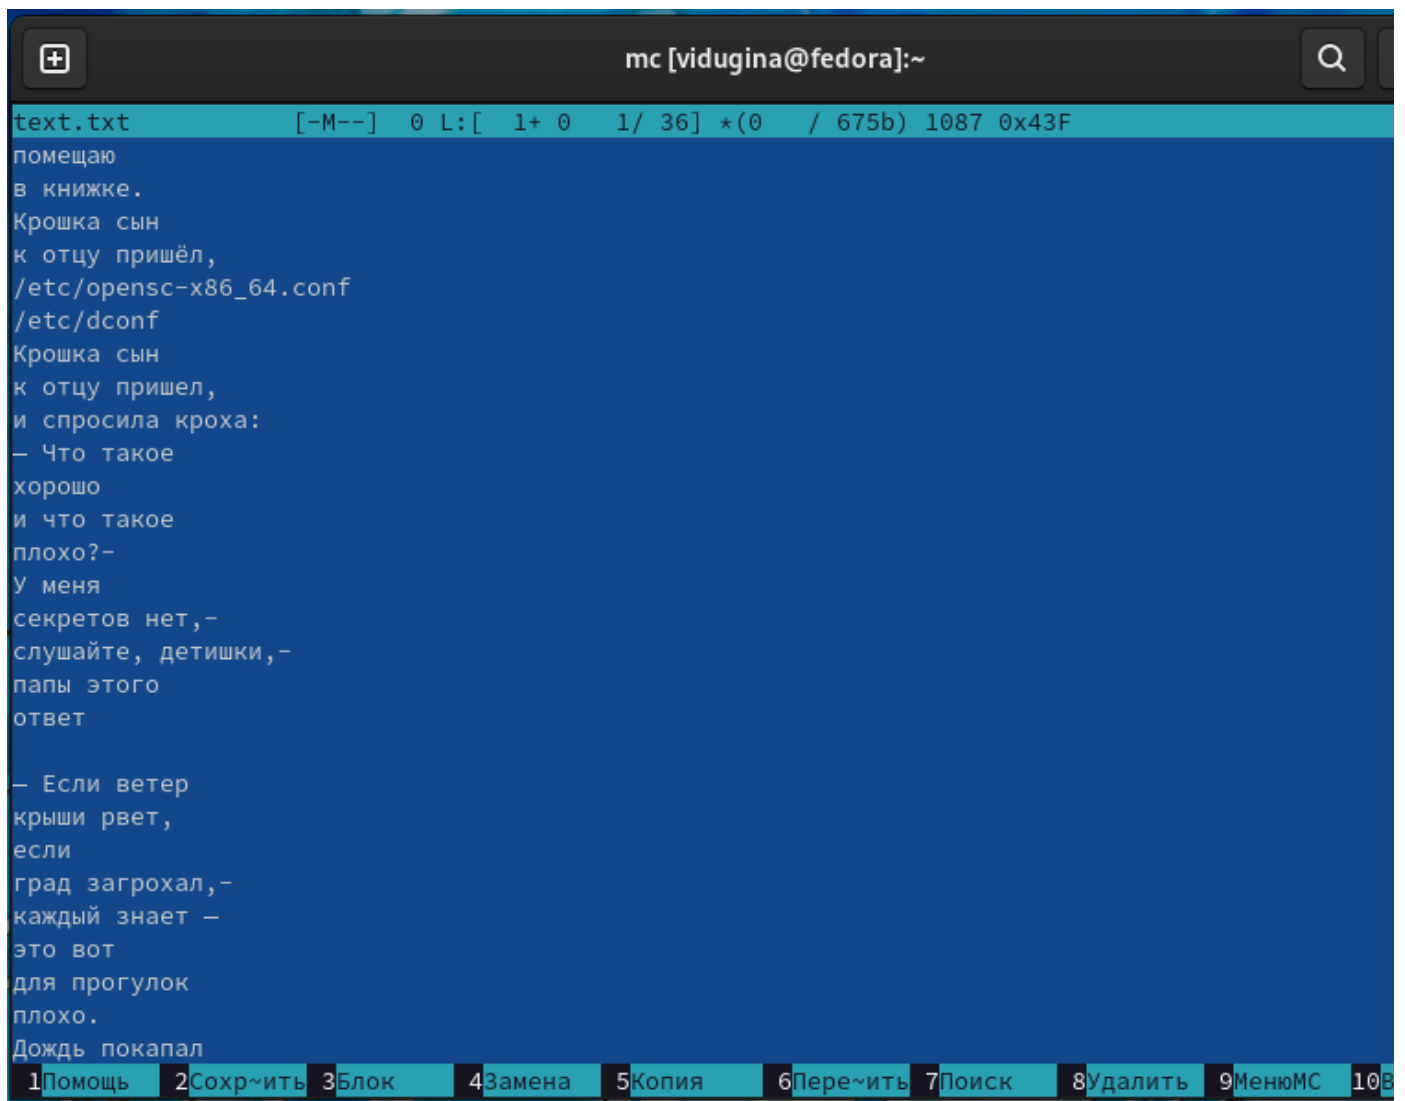 mc [vidugina@fedora]:~
text.txt [-M--] 0 L:[ 1+ 0 1/ 36] *(0 / 675b) 1087 0x43F
помещаю
в книжке.
Крошка сын
к отцу пришёл,
/etc/opensc-x86_64.conf
/etc/dconf
Крошка сын
к отцу пришел,
и спросила кроха:
— Что такое
хорошо
и что такое
плохо?-
У меня
секретов нет,-
слушайте, детишки,-
папы этого
ответ
— Если ветер
крыши рвет,
если
град загрохал,-
каждый знает —
это вот
для прогулок
плохо.
Дождь покапал
1Помощь 2Сохр~ить 3Блок 4Замена 5Копия 6Пере~ить 7Поиск 8Удалить 9МенюМС 10В